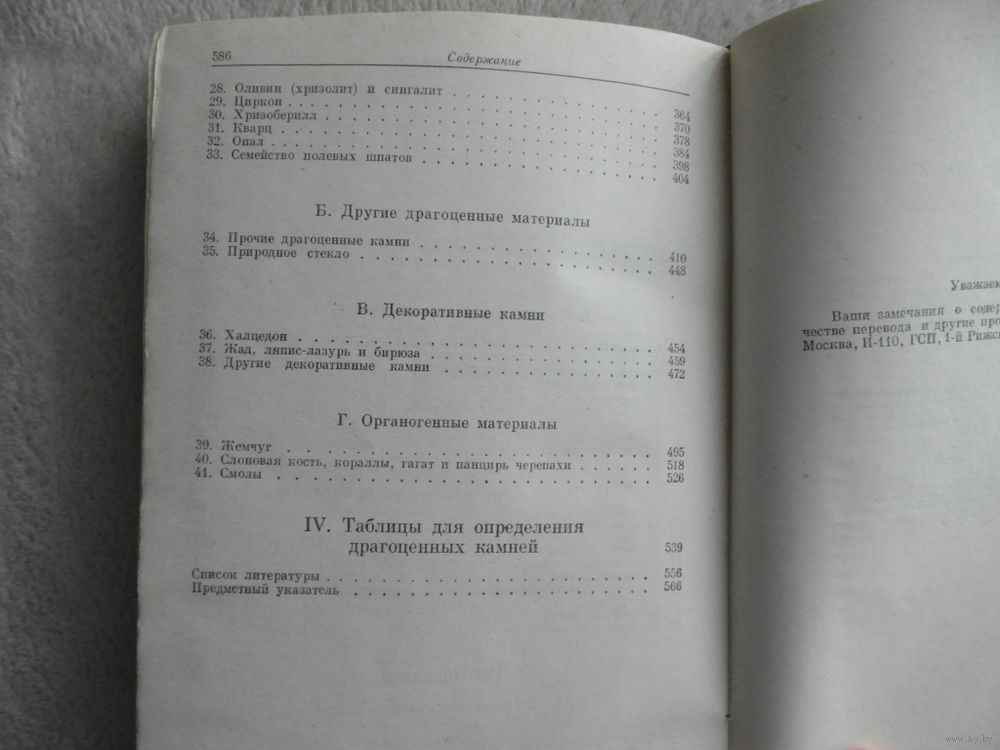 586 Содержание
28. Оливин (хризолит) и сингалит . . . . . . . . . . . . 364
29. Циркон . . . . . . . . . . . . . . . . . . . . . . . 370
30. Хризоберилл . . . . . . . . . . . . . . . . . . . . 378
31. Кварц . . . . . . . . . . . . . . . . . . . . . . . 384
32. Опал . . . . . . . . . . . . . . . . . . . . . . . . 398
33. Семейство полевых шпатов . . . . . . . . . . . . . . 404
Б. Другие драгоценные материалы
34. Прочие драгоценные камни . . . . . . . . . . . . . . 410
35. Природное стекло . . . . . . . . . . . . . . . . . . 448
В. Декоративные камни
36. Халцедон . . . . . . . . . . . . . . . . . . . . . . 454
37. Жад, ляпис-лазурь и бирюза . . . . . . . . . . . . . 459
38. Другие декоративные камни . . . . . . . . . . . . . 472
Г. Органогенные материалы
39. Жемчуг . . . . . . . . . . . . . . . . . . . . . . . 495
40. Слоновая кость, кораллы, гагат и панцирь черепахи . . . . . . 518
41. Смолы . . . . . . . . . . . . . . . . . . . . . . . 526
IV. Таблицы для определения
драгоценных камней 539
Список литературы . . . . . . . . . . . . . . . . . . . 556
Предметный указатель . . . . . . . . . . . . . . . . . . 566
Уважаем
Ваши замечания о содер
честве перевода и другие про
Москва, И-110, ГСП, 1-й Рижск
www.ay.by